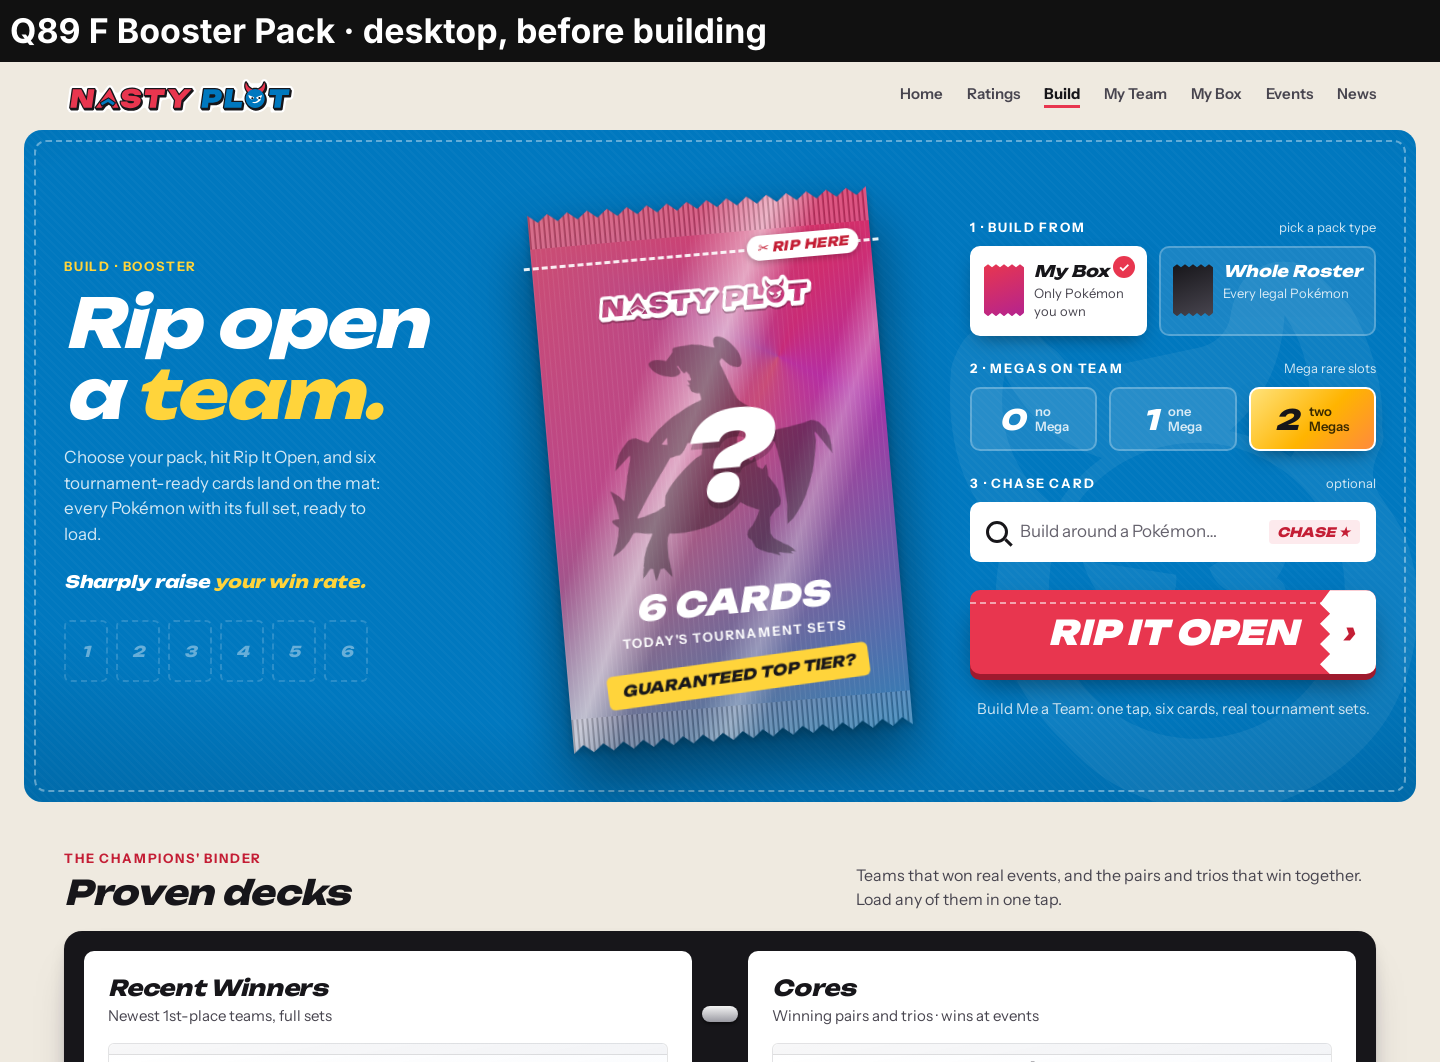 Q89 F Booster Pack · desktop, before building
NASTY PLOT
Home Ratings Build My Team My Box Events News
BUILD · BOOSTER
Rip open
a team.
Choose your pack, hit Rip It Open, and six
tournament-ready cards land on the mat:
every Pokémon with its full set, ready to
load.
Sharply raise your win rate.
1 2 3 4 5 6
✂ RIP HERE
NASTY PLOT
?
6 CARDS
TODAY'S TOURNAMENT SETS
GUARANTEED TOP TIER?
1 · BUILD FROM
pick a pack type
My Box
Only Pokémon
you own
Whole Roster
Every legal Pokémon
2 · MEGAS ON TEAM
Mega rare slots
0 no
Mega
1 one
Mega
2 two
Megas
3 · CHASE CARD
optional
Build around a Pokémon...
CHASE ★
RIP IT OPEN ›
Build Me a Team: one tap, six cards, real tournament sets.
THE CHAMPIONS' BINDER
Proven decks
Teams that won real events, and the pairs and trios that win together.
Load any of them in one tap.
Recent Winners
Newest 1st-place teams, full sets
Cores
Winning pairs and trios · wins at events